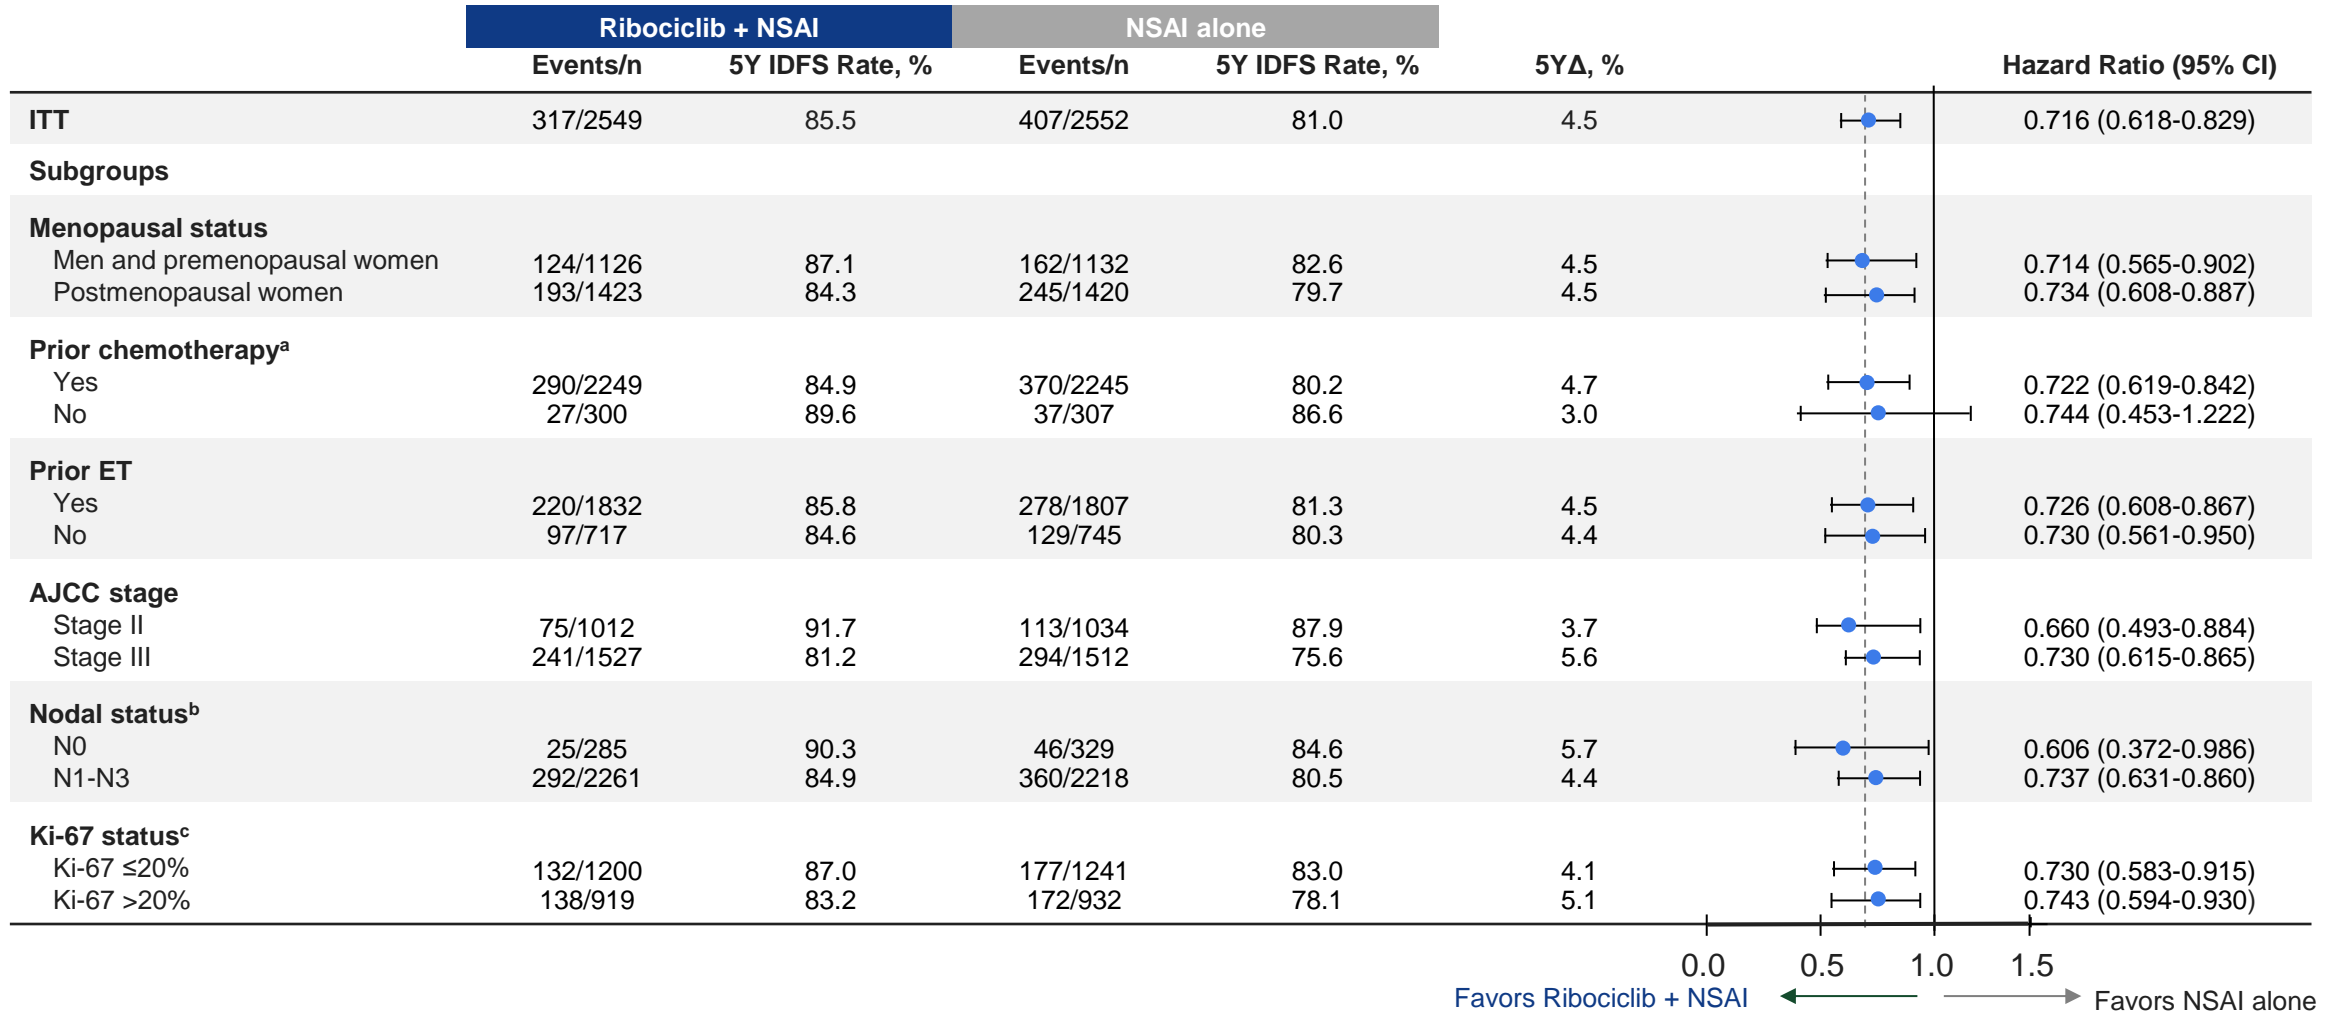 Ribociclib + NSAI NSAI alone
Events/n 5Y IDFS Rate, % Events/n 5Y IDFS Rate, % 5YΔ, % Hazard Ratio (95% CI)
ITT 317/2549 85.5 407/2552 81.0 4.5 0.716 (0.618-0.829)
Subgroups
Menopausal status
Men and premenopausal women 124/1126 87.1 162/1132 82.6 4.5 0.714 (0.565-0.902)
Postmenopausal women 193/1423 84.3 245/1420 79.7 4.5 0.734 (0.608-0.887)
Prior chemotherapyᵃ
Yes 290/2249 84.9 370/2245 80.2 4.7 0.722 (0.619-0.842)
No 27/300 89.6 37/307 86.6 3.0 0.744 (0.453-1.222)
Prior ET
Yes 220/1832 85.8 278/1807 81.3 4.5 0.726 (0.608-0.867)
No 97/717 84.6 129/745 80.3 4.4 0.730 (0.561-0.950)
AJCC stage
Stage II 75/1012 91.7 113/1034 87.9 3.7 0.660 (0.493-0.884)
Stage III 241/1527 81.2 294/1512 75.6 5.6 0.730 (0.615-0.865)
Nodal statusᵇ
N0 25/285 90.3 46/329 84.6 5.7 0.606 (0.372-0.986)
N1-N3 292/2261 84.9 360/2218 80.5 4.4 0.737 (0.631-0.860)
Ki-67 statusᶜ
Ki-67 ≤20% 132/1200 87.0 177/1241 83.0 4.1 0.730 (0.583-0.915)
Ki-67 >20% 138/919 83.2 172/932 78.1 5.1 0.743 (0.594-0.930)
0.0 0.5 1.0 1.5
Favors Ribociclib + NSAI Favors NSAI alone